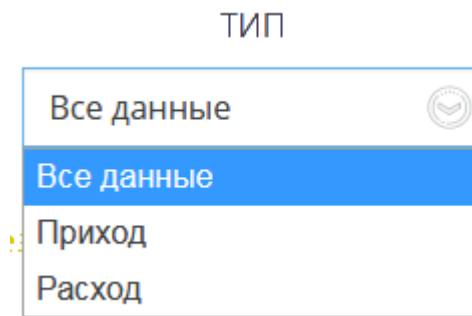 ТИП
Все данные
Все данные
Приход
Расход